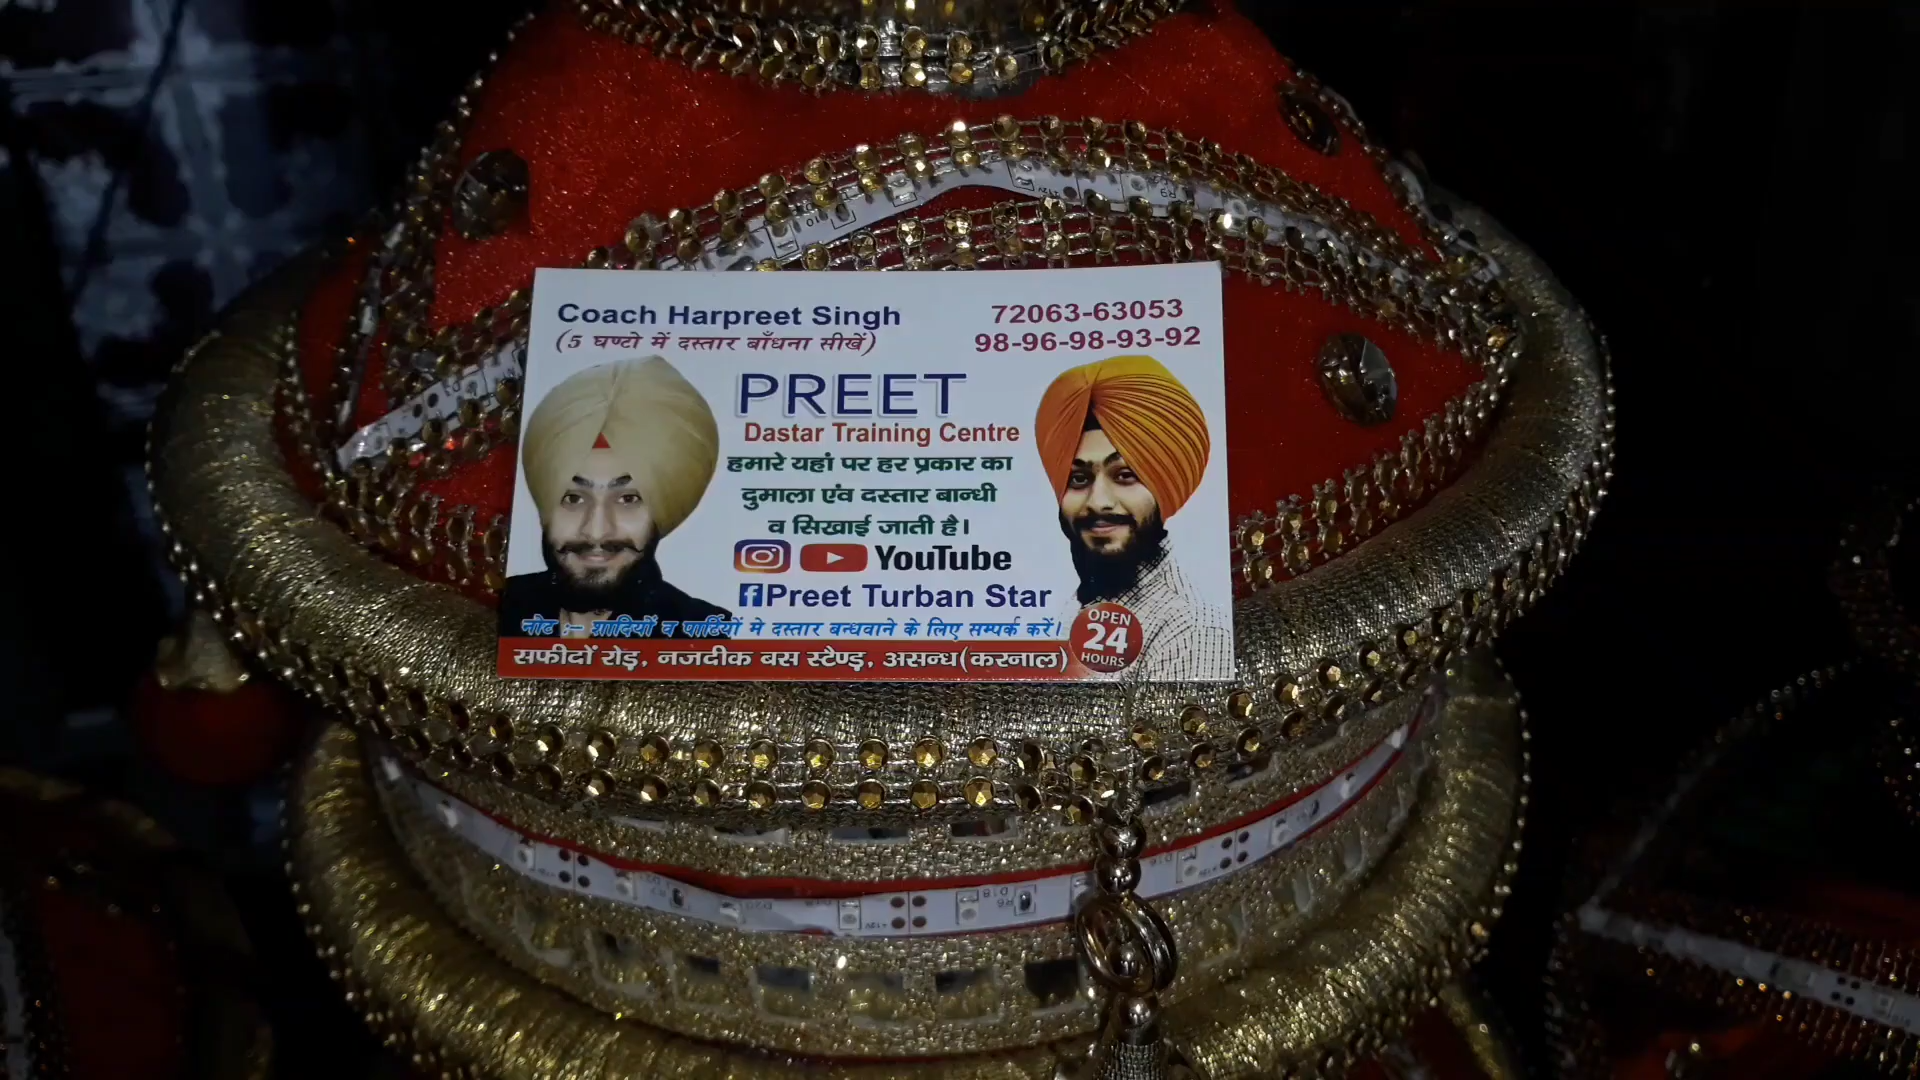 Coach Harpreet Singh
(5 घण्टो में दस्तार बाँधना सीखें)
72063-63053
98-96-98-93-92
PREET
Dastar Training Centre
हमारे यहां पर हर प्रकार का
दुमाला एंव दस्तार बान्धी
व सिखाई जाती है।
YouTube
Preet Turban Star
नोट :– शादियों व पार्टियों मे दस्तार बन्धवाने के लिए सम्पर्क करें।
OPEN
24
HOURS
सफीदों रोड़, नजदीक बस स्टैण्ड़, असन्ध(करनाल)